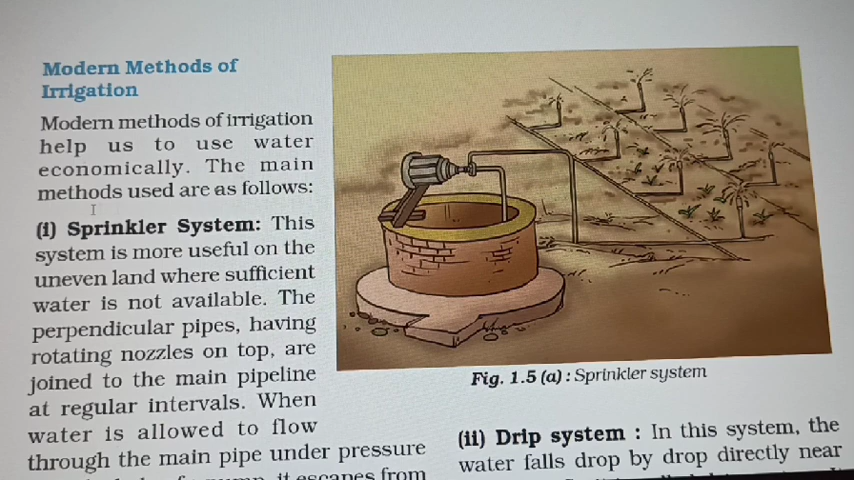 Modern Methods of
Irrigation
Modern methods of irrigation
help us to use water
economically. The main
methods used are as follows:
(i) Sprinkler System: This
system is more useful on the
uneven land where sufficient
water is not available. The
perpendicular pipes, having
rotating nozzles on top, are
joined to the main pipeline
at regular intervals. When
water is allowed to flow
through the main pipe under pressure
it escapes from
Fig. 1.5 (a) : Sprinkler system
(ii) Drip system : In this system, the
water falls drop by drop directly near